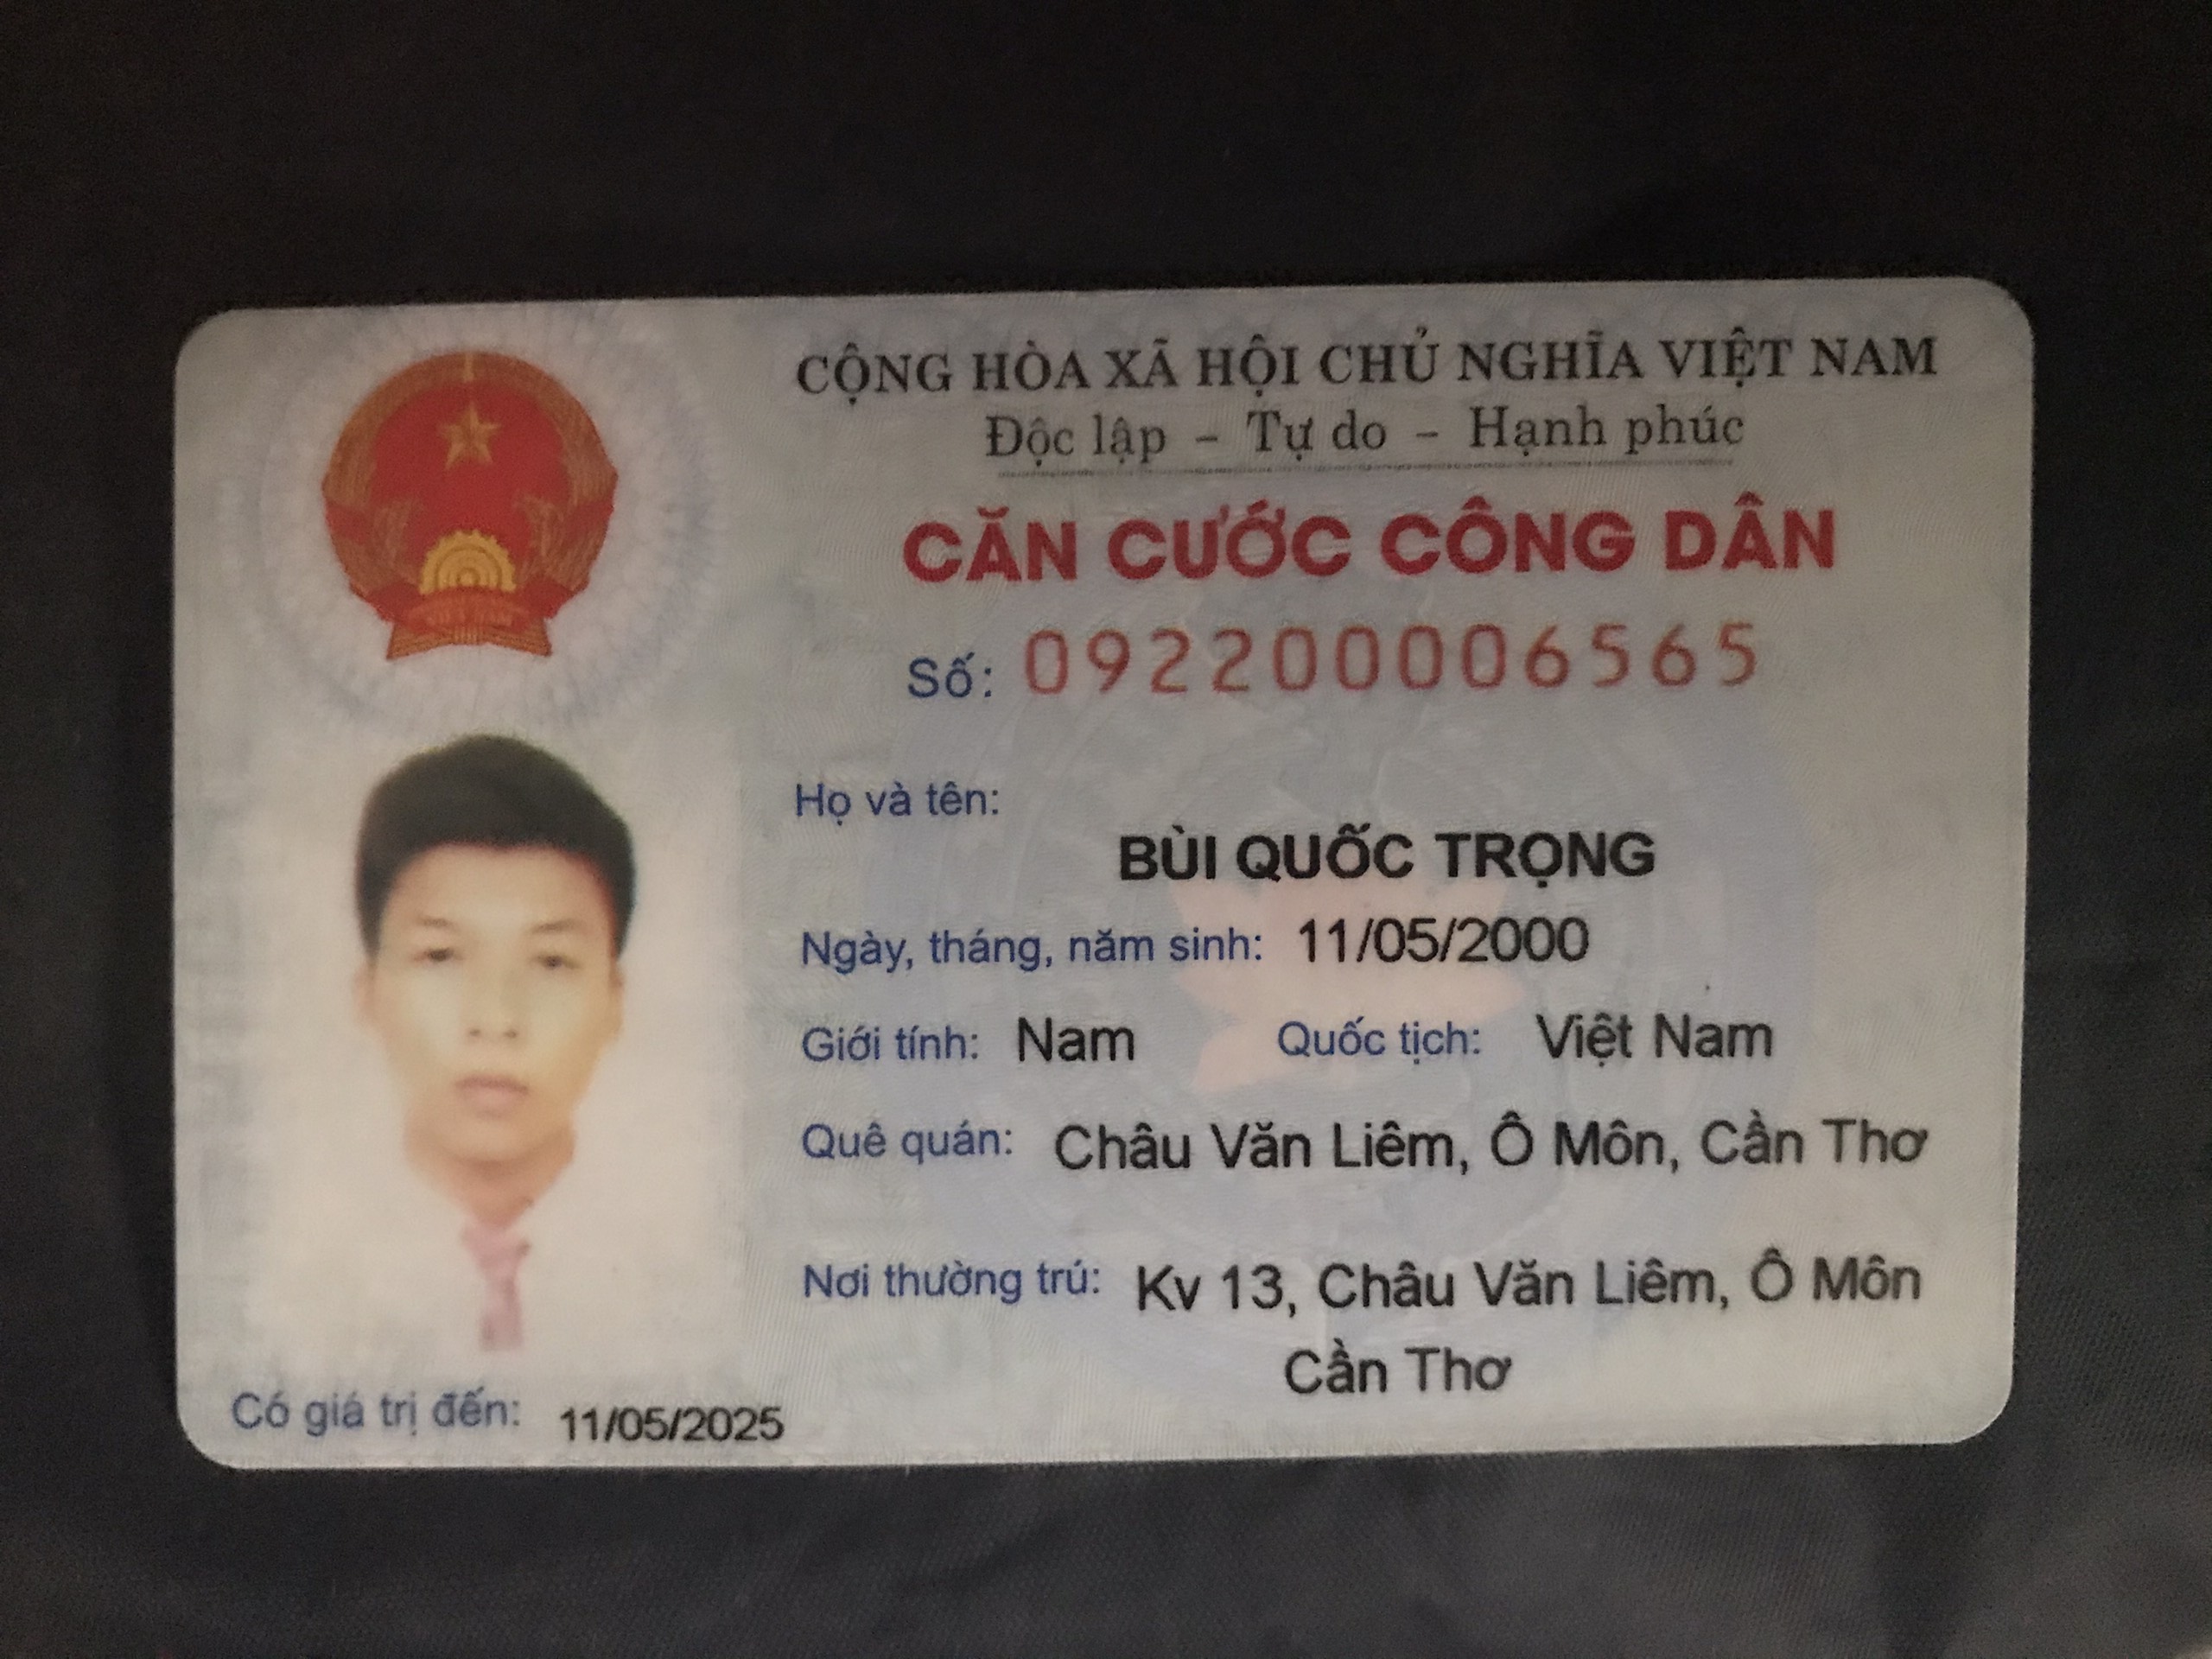 CỘNG HÒA XÃ HỘI CHỦ NGHĨA VIỆT NAM
Độc lập – Tự do – Hạnh phúc
CĂN CƯỚC CÔNG DÂN
Số: 092200006565
Họ và tên:
BÙI QUỐC TRỌNG
Ngày, tháng, năm sinh: 11/05/2000
Giới tính: Nam Quốc tịch: Việt Nam
Quê quán: Châu Văn Liêm, Ô Môn, Cần Thơ
Nơi thường trú: Kv 13, Châu Văn Liêm, Ô Môn
Cần Thơ
Có giá trị đến: 11/05/2025